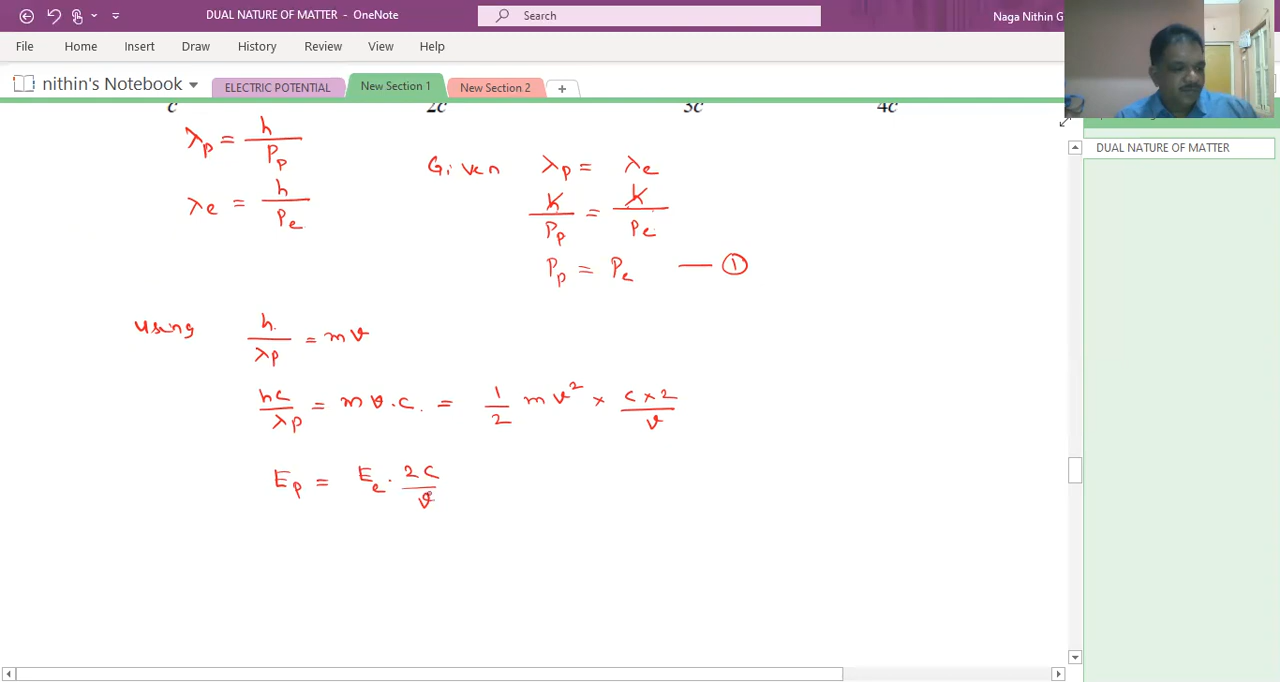 DUAL NATURE OF MATTER - OneNote
Search
Naga Nithin G
File Home Insert Draw History Review View Help
nithin's Notebook
ELECTRIC POTENTIAL
New Section 1
New Section 2
DUAL NATURE OF MATTER
c 2c 3c 4c
λp = h / Pp
λe = h / Pe
Given λp = λe
h / Pp = h / Pe
Pp = Pe — ①
Using h / λp = mv
hc / λp = mv.c. = 1/2 mv² × c×2 / v
Ep = Ee . 2c / v